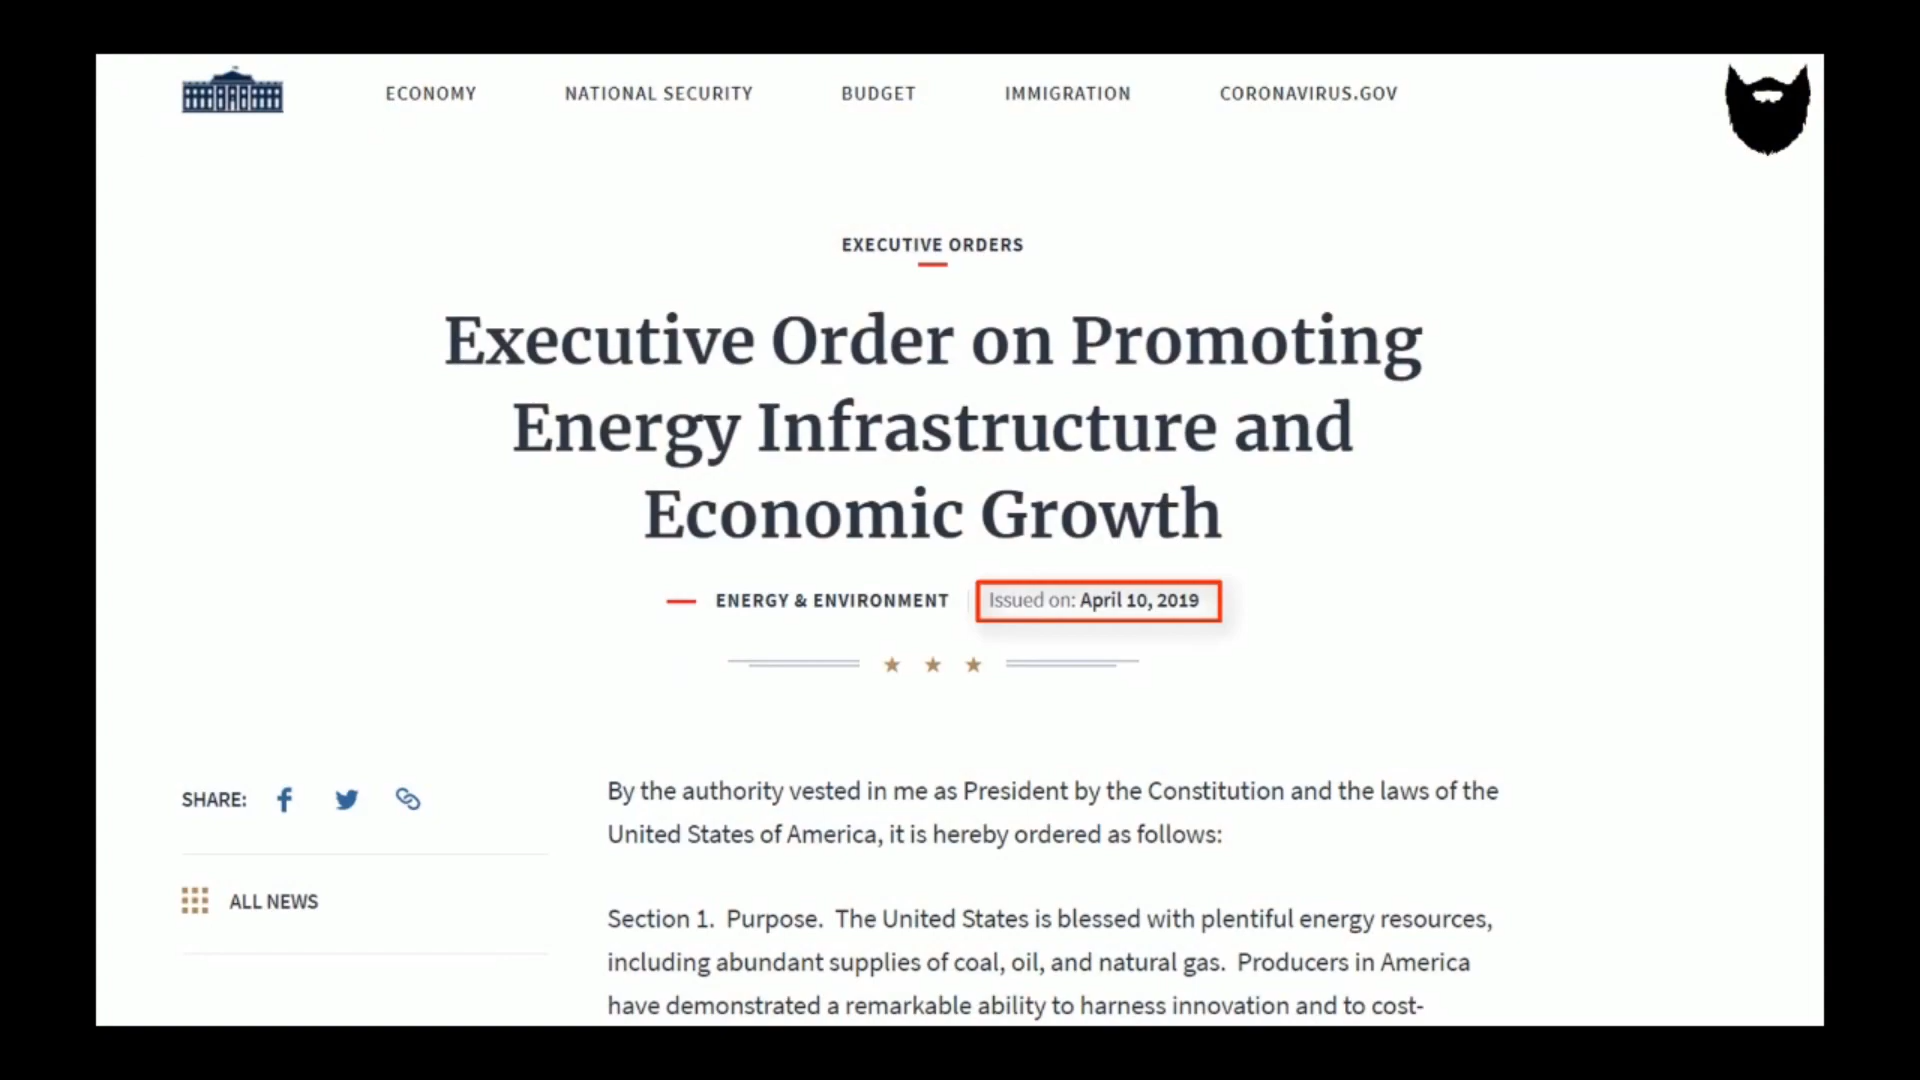 ECONOMY NATIONAL SECURITY BUDGET IMMIGRATION CORONAVIRUS.GOV
EXECUTIVE ORDERS
Executive Order on Promoting
Energy Infrastructure and
Economic Growth
ENERGY & ENVIRONMENT Issued on: April 10, 2019
SHARE:
ALL NEWS
By the authority vested in me as President by the Constitution and the laws of the
United States of America, it is hereby ordered as follows:
Section 1. Purpose. The United States is blessed with plentiful energy resources,
including abundant supplies of coal, oil, and natural gas. Producers in America
have demonstrated a remarkable ability to harness innovation and to cost-